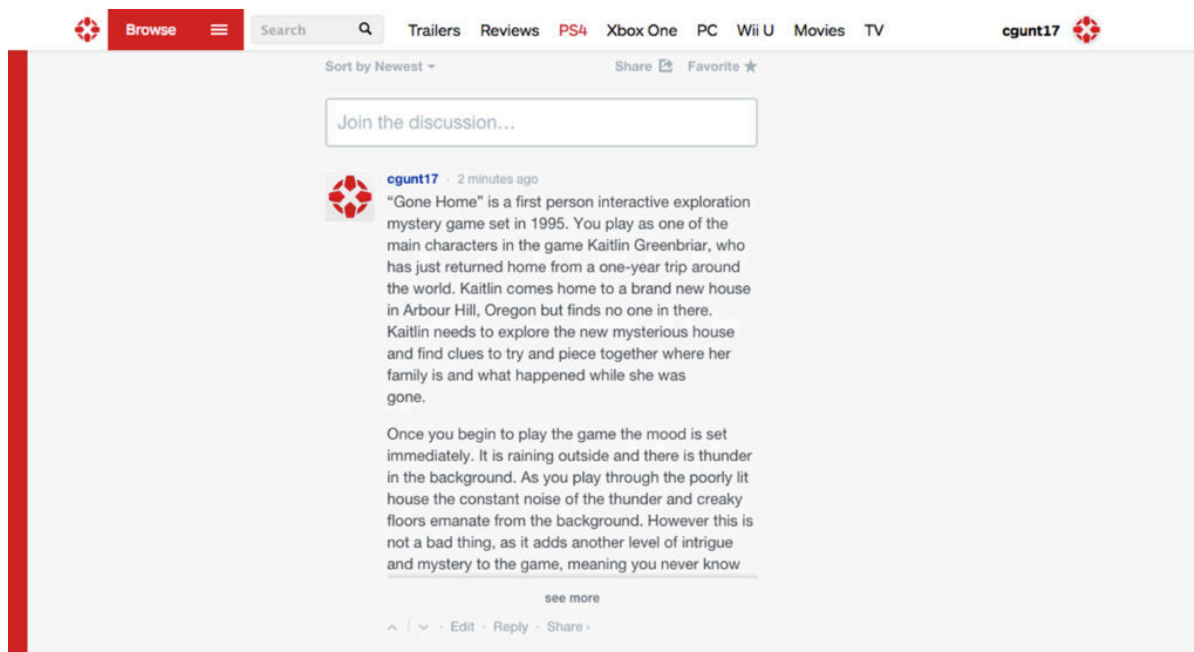 Browse Search Trailers Reviews PS4 Xbox One PC Wii U Movies TV cgunt17
Sort by Newest Share Favorite
Join the discussion...
cgunt17 · 2 minutes ago
“Gone Home” is a first person interactive exploration
mystery game set in 1995. You play as one of the
main characters in the game Kaitlin Greenbriar, who
has just returned home from a one-year trip around
the world. Kaitlin comes home to a brand new house
in Arbour Hill, Oregon but finds no one in there.
Kaitlin needs to explore the new mysterious house
and find clues to try and piece together where her
family is and what happened while she was
gone.
Once you begin to play the game the mood is set
immediately. It is raining outside and there is thunder
in the background. As you play through the poorly lit
house the constant noise of the thunder and creaky
floors emanate from the background. However this is
not a bad thing, as it adds another level of intrigue
and mystery to the game, meaning you never know
see more
· Edit · Reply · Share ›